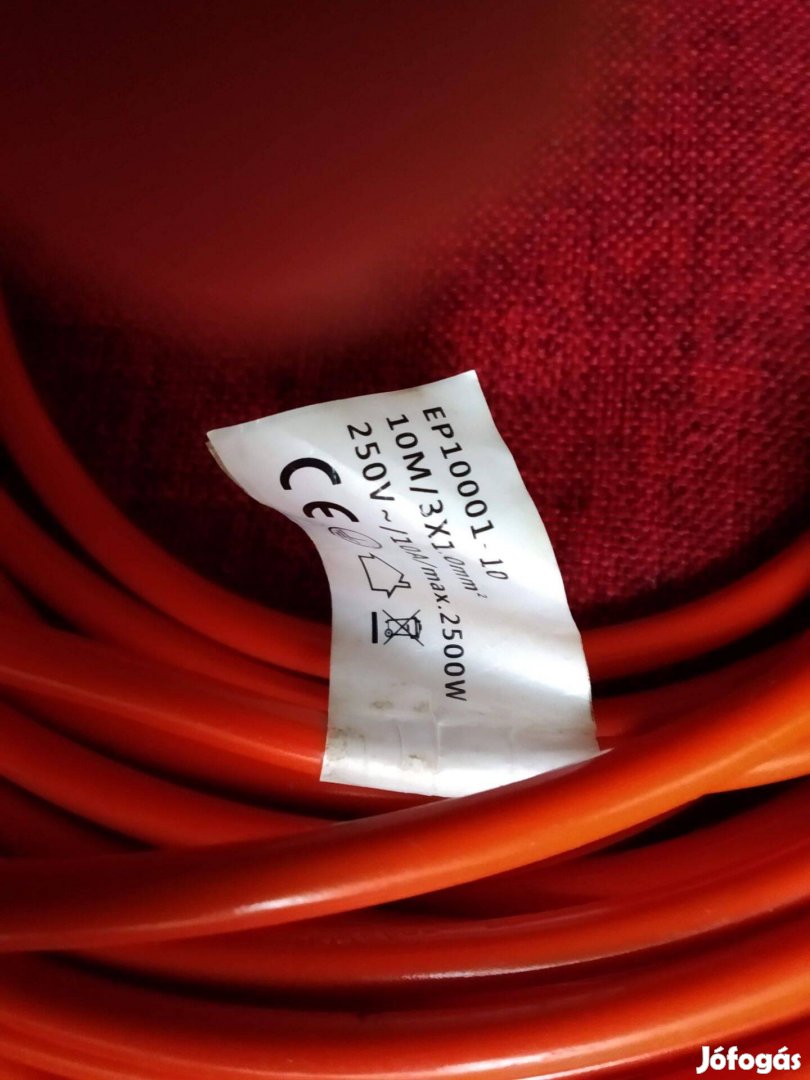 EP10001-10
10M/3X1.0mm²
250V~/10A/max.2500W
CE
Jófogás